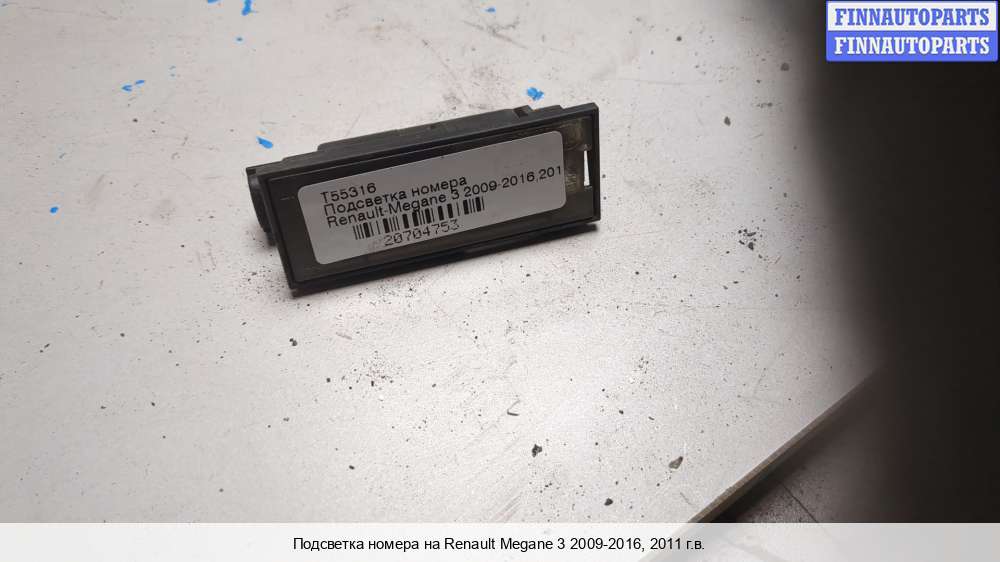 FINNAUTOPARTS
FINNAUTOPARTS
T55316
Подсветка номера
Renault-Megane 3 2009-2016,201
20704753
Подсветка номера на Renault Megane 3 2009-2016, 2011 г.в.